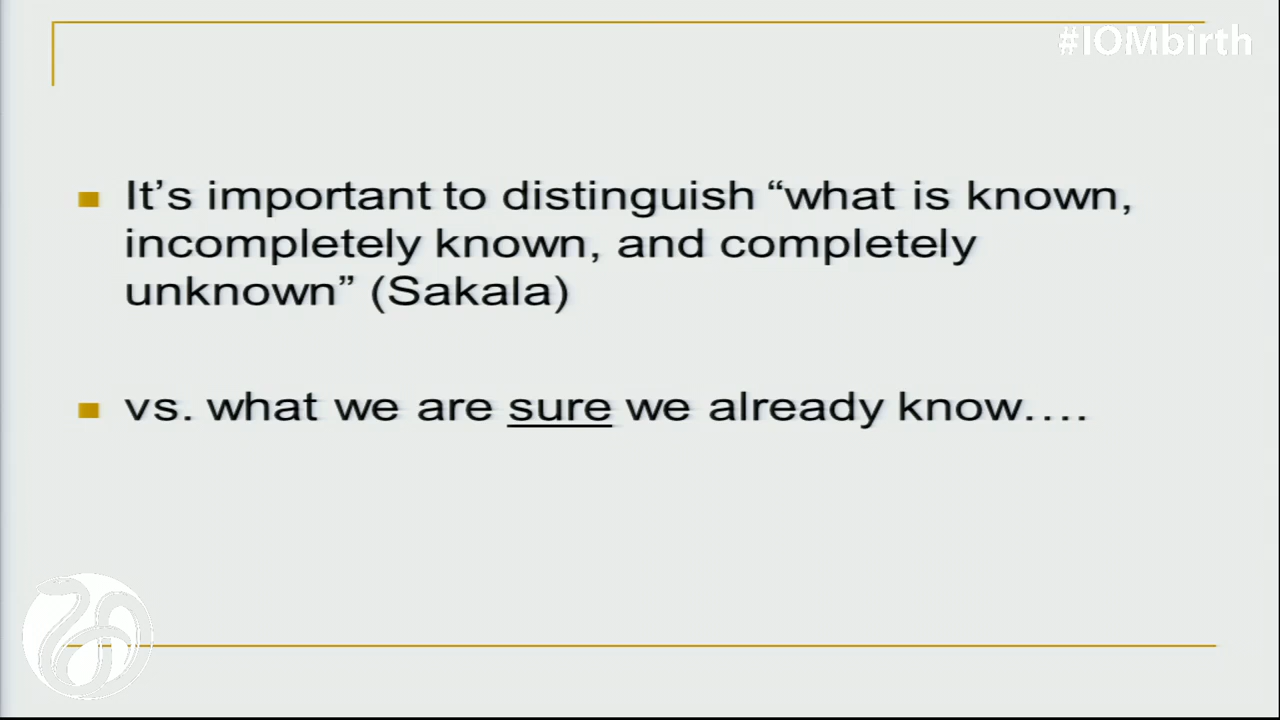 #IOMbirth
It’s important to distinguish “what is known,
incompletely known, and completely
unknown” (Sakala)
vs. what we are sure we already know….